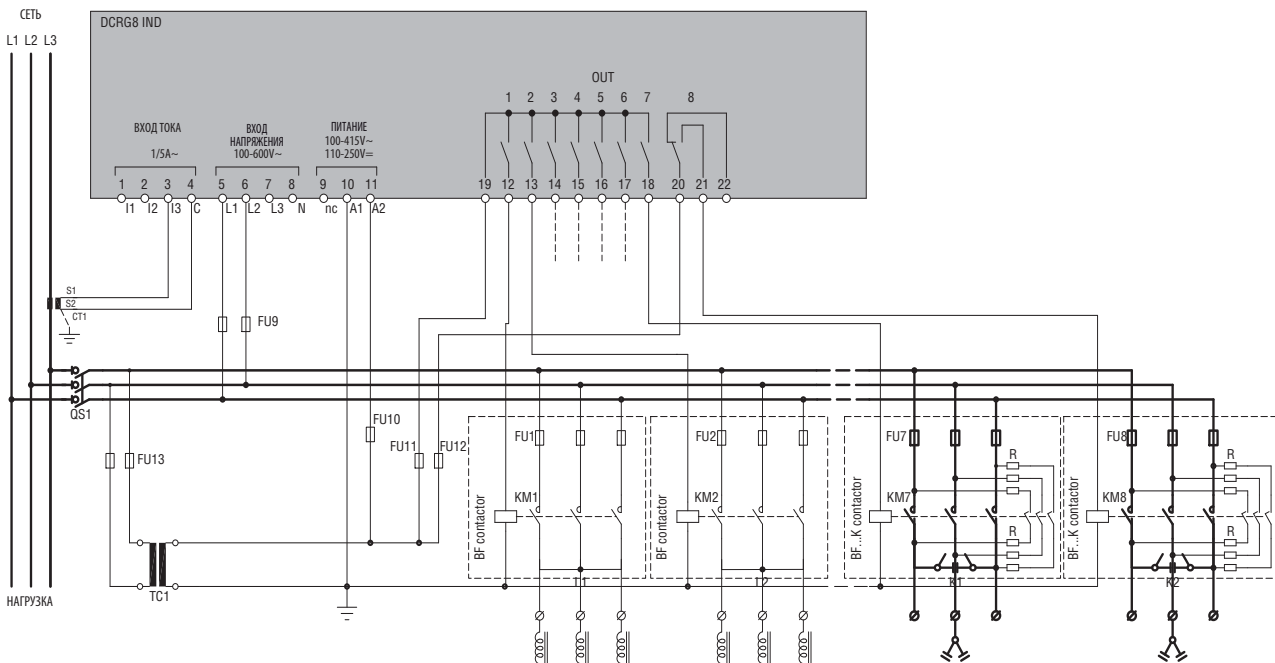 СЕТЬ
L1 L2 L3
DCRG8 IND
OUT
1 2 3 4 5 6 7 8
ВХОД ТОКА
1/5A~
ВХОД
НАПРЯЖЕНИЯ
100-600V~
ПИТАНИЕ
100-415V~
110-250V=
1 2 3 4 5 6 7 8 9 10 11 19 12 13 14 15 16 17 18 20 21 22
I1 I2 I3 C L1 L2 L3 N nc A1 A2
S1
S2
CT1
FU9
QS1
FU10
FU11 FU12
FU13
FU1 FU2 FU7 FU8
R R
KM1 KM2 KM7 KM8
BF contactor
BF contactor
BF...K contactor
BF...K contactor
R R
TC1
L1 L2 K1 K2
НАГРУЗКА